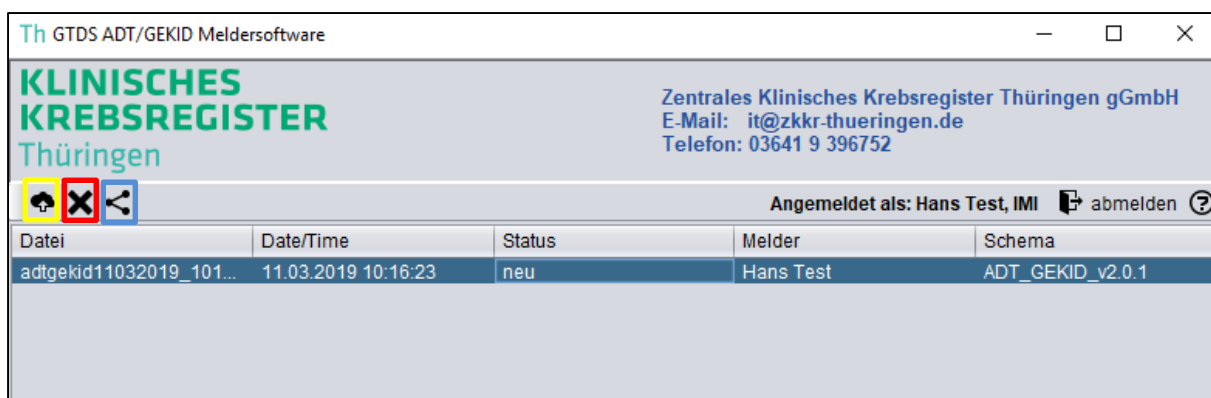 Th GTDS ADT/GEKID Meldersoftware
KLINISCHES
KREBSREGISTER
Thüringen
Zentrales Klinisches Krebsregister Thüringen gGmbH
E-Mail: it@zkkr-thueringen.de
Telefon: 03641 9 396752
Angemeldet als: Hans Test, IMI abmelden ?
Datei Date/Time Status Melder Schema
adtgekid11032019_101... 11.03.2019 10:16:23 neu Hans Test ADT_GEKID_v2.0.1